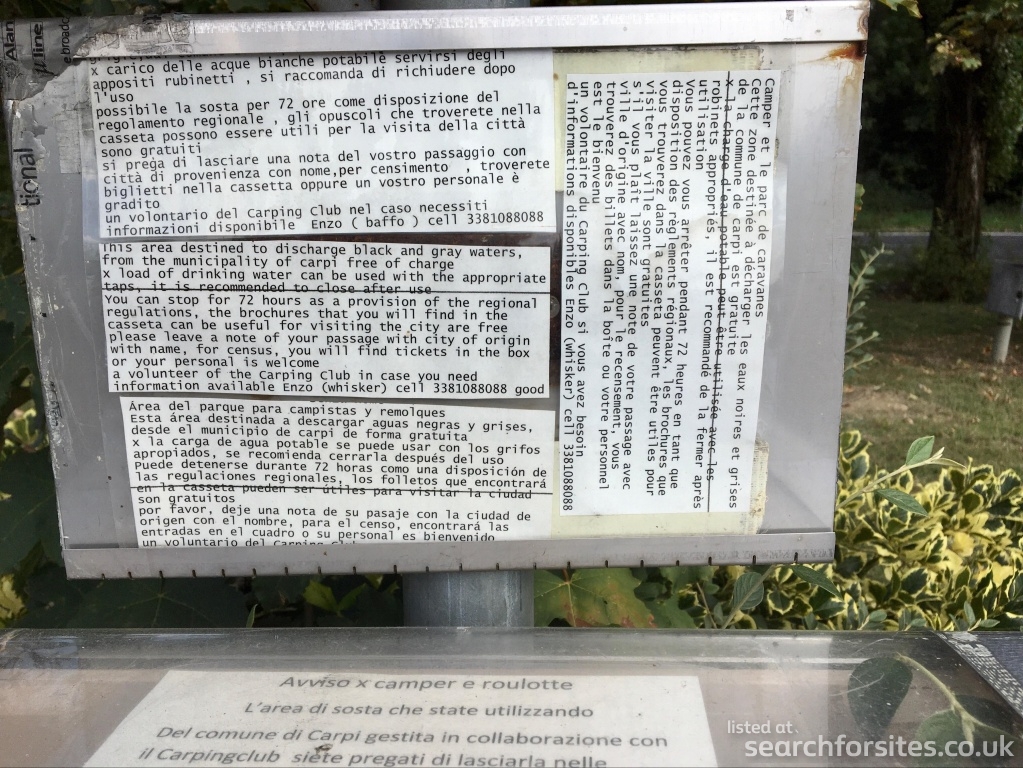 x carico delle acque bianche potabile servirsi degli
appositi rubinetti , si raccomanda di richiudere dopo
l'uso
possibile la sosta per 72 ore come disposizione del
regolamento regionale , gli opuscoli che troverete nella
casseta possono essere utili per la visita della città
sono gratuiti
si prega di lasciare una nota del vostro passaggio con
città di provenienza con nome,per censimento , troverete
biglietti nella cassetta oppure un vostro personale è
gradito
un volontario del Carping Club nel caso necessiti
informazioni disponibile Enzo ( baffo ) cell 3381088088
This area destined to discharge black and gray waters,
from the municipality of carpi free of charge
x load of drinking water can be used with the appropriate
taps, it is recommended to close after use
You can stop for 72 hours as a provision of the regional
regulations, the brochures that you will find in the
casseta can be useful for visiting the city are free
please leave a note of your passage with city of origin
with name, for census, you will find tickets in the box
or your personal is welcome
a volunteer of the Carping Club in case you need
information available Enzo (whisker) cell 3381088088 good
Área del parque para campistas y remolques
Esta área destinada a descargar aguas negras y grises,
desde el municipio de carpi de forma gratuita
x la carga de agua potable se puede usar con los grifos
apropiados, se recomienda cerrarla después del uso
Puede detenerse durante 72 horas como una disposición de
las regulaciones regionales, los folletos que encontrará
en la casseta pueden ser útiles para visitar la ciudad
son gratuitos
por favor, deje una nota de su pasaje con la ciudad de
origen con el nombre, para el censo, encontrará las
entradas en el cuadro o su personal es bienvenido
un voluntario del Carping Club
Camper et le parc de caravanes
Cette zone destinée à décharger les eaux noires et grises
de la commune de carpi est gratuite
x la charge d'eau potable peut être utilisée avec les
robinets appropriés, il est recommandé de la fermer après
utilisation
Vous pouvez vous arrêter pendant 72 heures en tant que
disposition des règlements régionaux, les brochures que
vous trouverez dans la casseta peuvent être utiles pour
visiter la ville sont gratuites
s'il vous plaît laissez une note de votre passage avec
ville d'origine avec nom, pour le recensement, vous
trouverez des billets dans la boîte ou votre personnel
est le bienvenu
un volontaire du Carping Club si vous avez besoin
d'informations disponibles Enzo (whisker) cell 3381088088
Avviso x camper e roulotte
L'area di sosta che state utilizzando
Del comune di Carpi gestita in collaborazione con
il Carpingclub siete pregati di lasciarla nelle
tional
listed at
searchforsites.co.uk